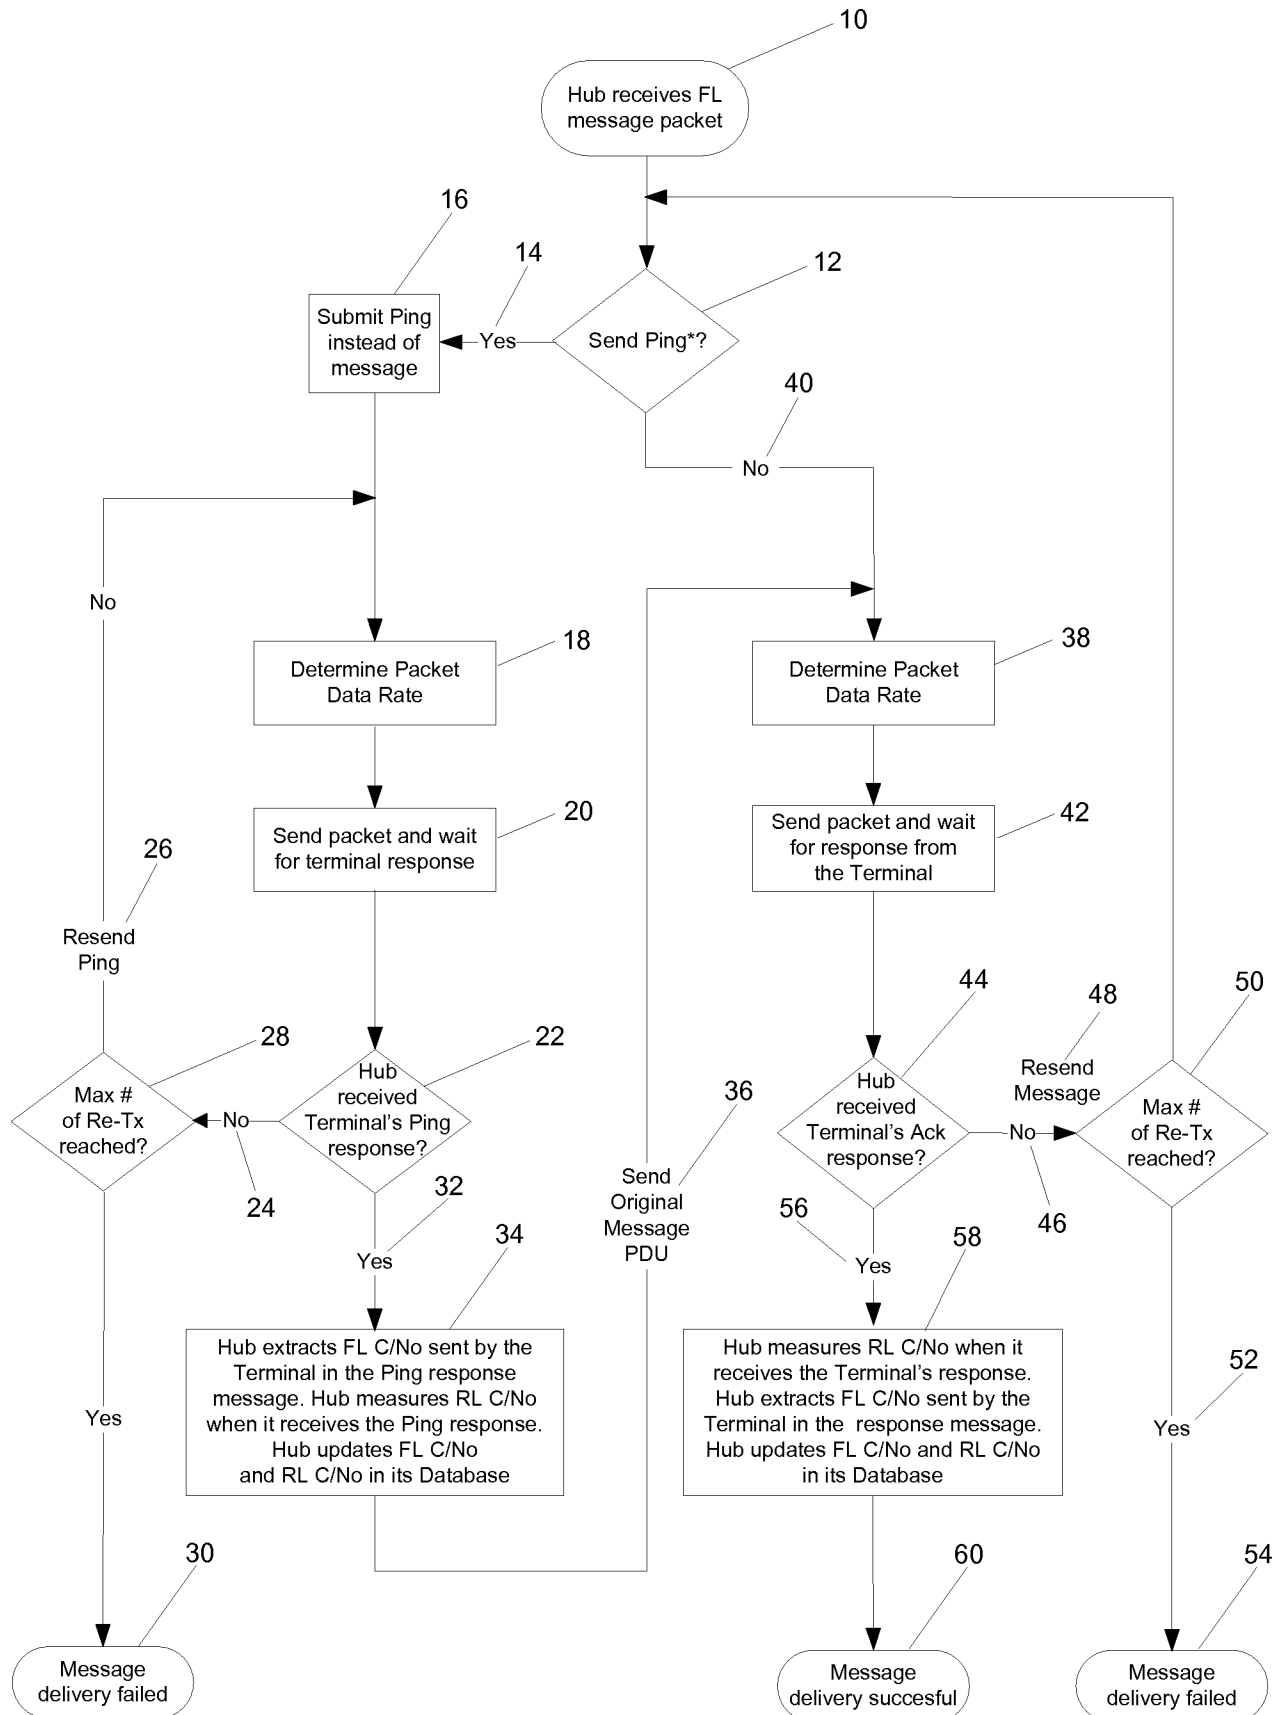 10
Hub receives FL
message packet
16
14
12
Submit Ping
instead of
message
Yes
Send Ping*?
40
No
No
18
38
Determine Packet
Data Rate
Determine Packet
Data Rate
20
42
Send packet and wait
for terminal response
Send packet and wait
for response from
the Terminal
26
Resend
Ping
28
22
44
48
50
Max #
of Re-Tx
reached?
No
Hub
received
Terminal's Ping
response?
36
Hub
received
Terminal's Ack
response?
Resend
Message
No
Max #
of Re-Tx
reached?
24
32
Send
Original
Message
PDU
56
46
Yes
34
Yes
58
Hub extracts FL C/No sent by the
Terminal in the Ping response
message. Hub measures RL C/No
when it receives the Ping response.
Hub updates FL C/No
and RL C/No in its Database
Hub measures RL C/No when it
receives the Terminal's response.
Hub extracts FL C/No sent by the
Terminal in the response message.
Hub updates FL C/No and RL C/No
in its Database
52
Yes
Yes
30
60
54
Message
delivery failed
Message
delivery succesful
Message
delivery failed